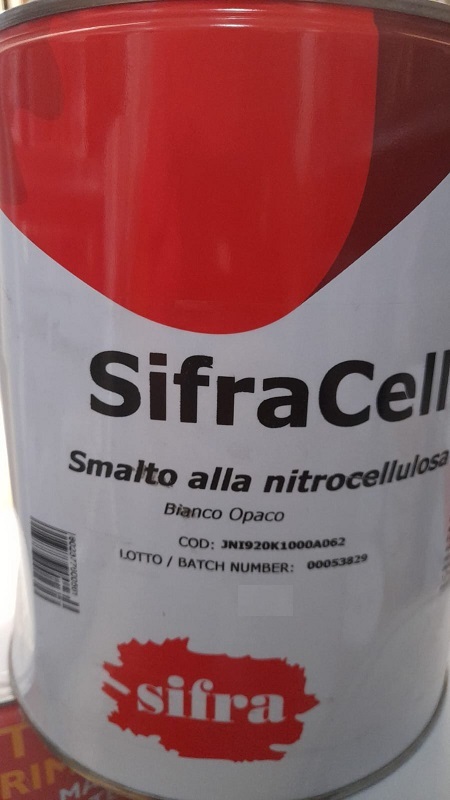 SifraCell
Smalto alla nitrocellulosa
Bianco Opaco
COD: JNI920K1000A062
LOTTO / BATCH NUMBER: 00053829
sifra